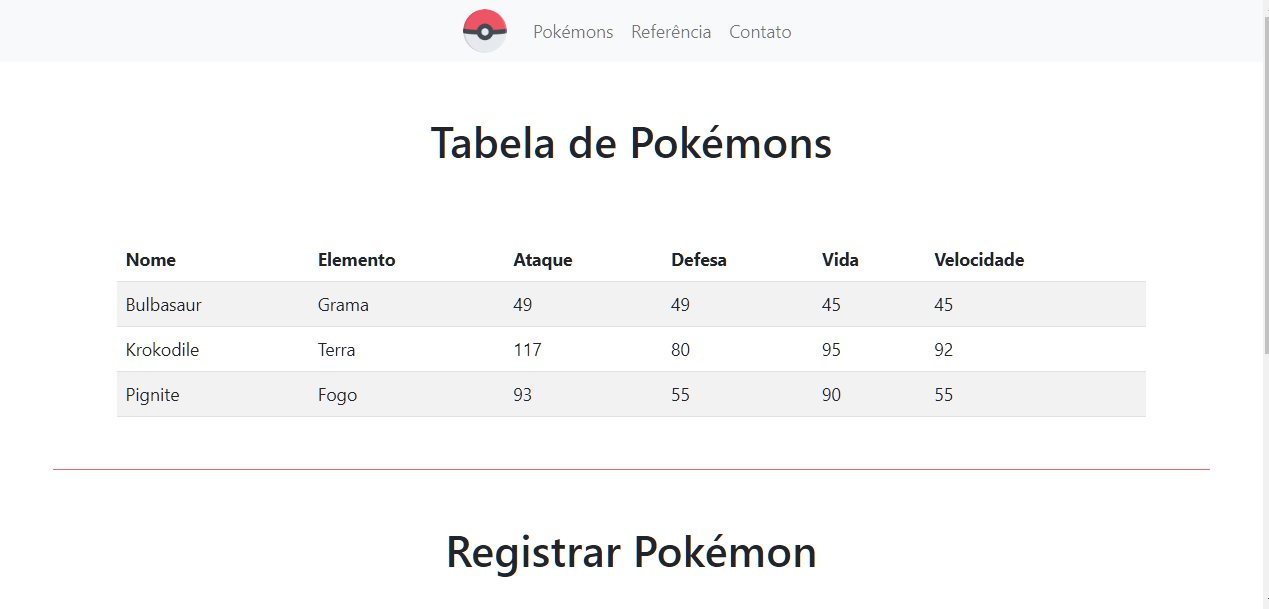 Pokémons Referência Contato
Tabela de Pokémons
Nome Elemento Ataque Defesa Vida Velocidade
Bulbasaur Grama 49 49 45 45
Krokodile Terra 117 80 95 92
Pignite Fogo 93 55 90 55
Registrar Pokémon